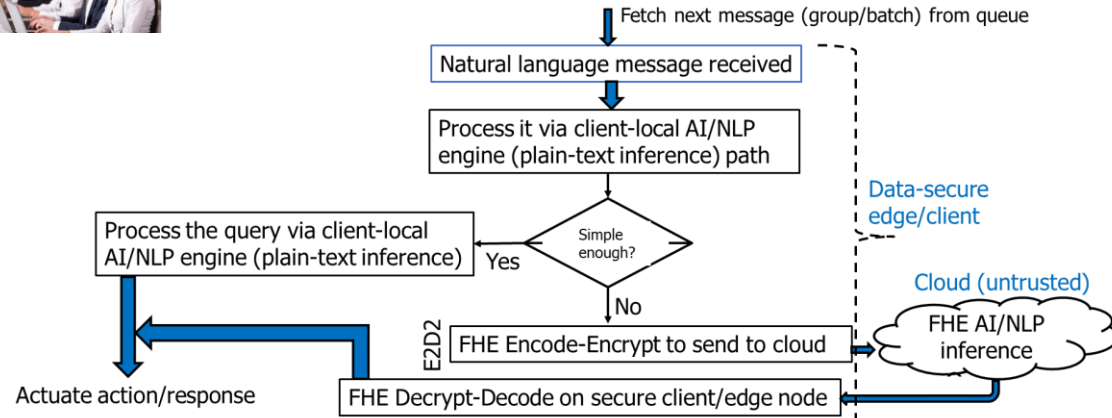 Fetch next message (group/batch) from queue
Natural language message received
Process it via client-local AI/NLP
engine (plain-text inference) path
Data-secure
edge/client
Simple
enough?
Process the query via client-local
AI/NLP engine (plain-text inference)
Yes
No
Cloud (untrusted)
FHE AI/NLP
inference
E2D2
FHE Encode-Encrypt to send to cloud
FHE Decrypt-Decode on secure client/edge node
Actuate action/response